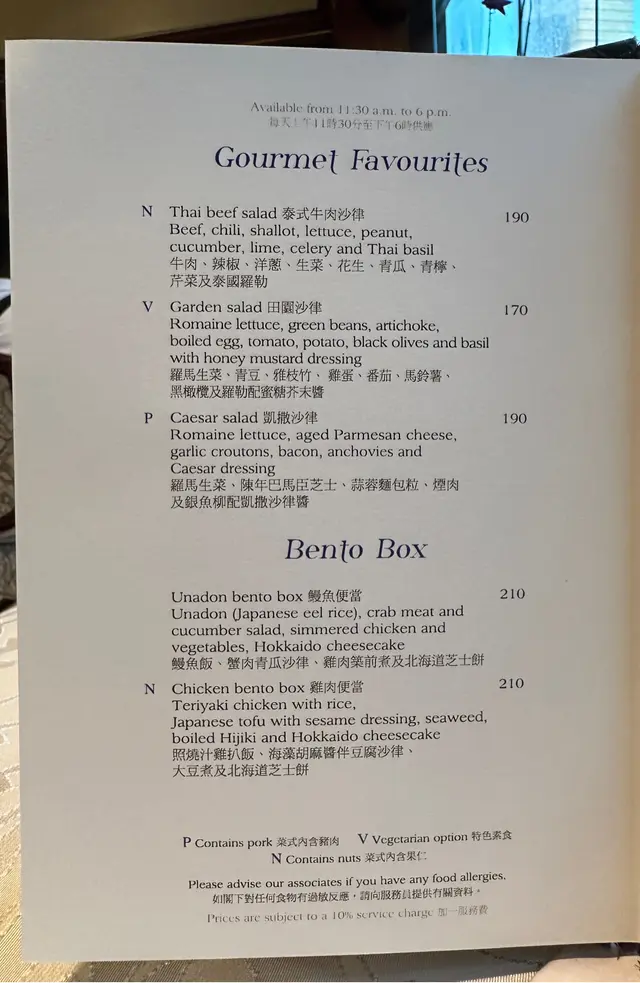 Available from 11:30 a.m. to 6 p.m.
每天上午11時30分至下午6時供應
Gourmet Favourites
N Thai beef salad 泰式牛肉沙律 190
Beef, chili, shallot, lettuce, peanut,
cucumber, lime, celery and Thai basil
牛肉、辣椒、洋蔥、生菜、花生、青瓜、青檸、
芹菜及泰國羅勒
V Garden salad 田園沙律 170
Romaine lettuce, green beans, artichoke,
boiled egg, tomato, potato, black olives and basil
with honey mustard dressing
羅馬生菜、青豆、雅枝竹、雞蛋、番茄、馬鈴薯、
黑橄欖及羅勒配蜜糖芥末醬
P Caesar salad 凱撒沙律 190
Romaine lettuce, aged Parmesan cheese,
garlic croutons, bacon, anchovies and
Caesar dressing
羅馬生菜、陳年巴馬臣芝士、蒜蓉麵包粒、煙肉
及銀魚柳配凱撒沙律醬
Bento Box
Unadon bento box 鰻魚便當 210
Unadon (Japanese eel rice), crab meat and
cucumber salad, simmered chicken and
vegetables, Hokkaido cheesecake
鰻魚飯、蟹肉青瓜沙律、雞肉築前煮及北海道芝士餅
N Chicken bento box 雞肉便當 210
Teriyaki chicken with rice,
Japanese tofu with sesame dressing, seaweed,
boiled Hijiki and Hokkaido cheesecake
照燒汁雞扒飯、海藻胡麻醬伴豆腐沙律、
大豆煮及北海道芝士餅
P Contains pork 菜式內含豬肉 V Vegetarian option 特色素食
N Contains nuts 菜式內含果仁
Please advise our associates if you have any food allergies.
如閣下對任何食物有過敏反應，請向服務員提供有關資料。
Prices are subject to a 10% service charge 加一服務費